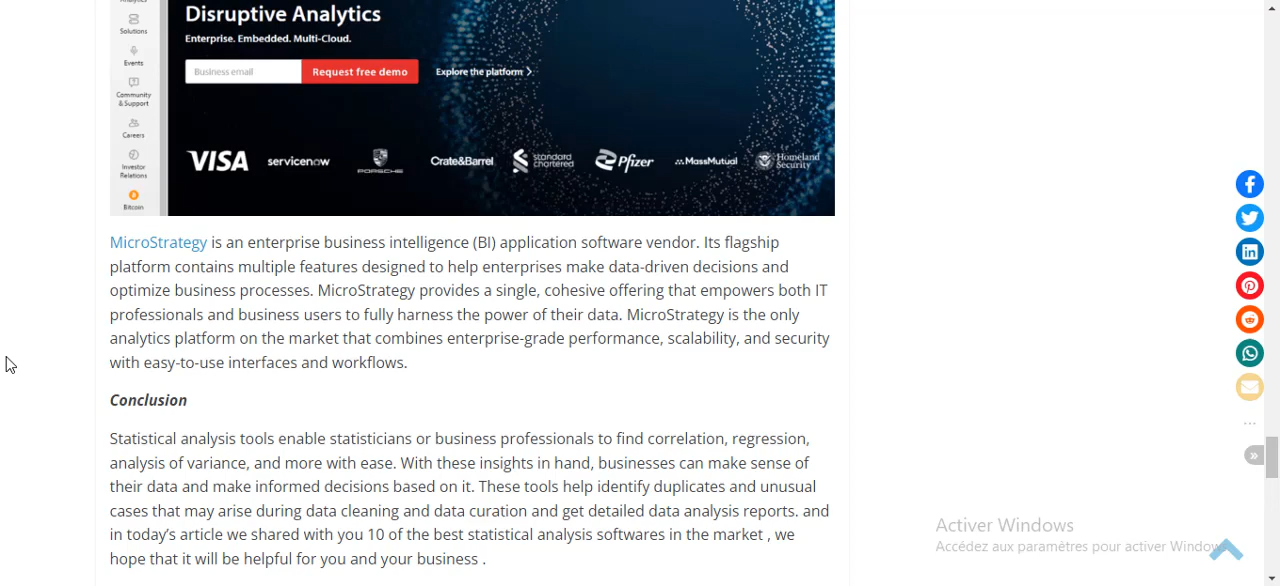 Analytics
Solutions
Events
Community
& Support
Careers
Investor
Relations
Bitcoin
Disruptive Analytics
Enterprise. Embedded. Multi-Cloud.
Business email
Request free demo
Explore the platform
VISA
servicenow
PORSCHE
Crate&Barrel
standard
chartered
Pfizer
MassMutual
Homeland
Security
MicroStrategy is an enterprise business intelligence (BI) application software vendor. Its flagship
platform contains multiple features designed to help enterprises make data-driven decisions and
optimize business processes. MicroStrategy provides a single, cohesive offering that empowers both IT
professionals and business users to fully harness the power of their data. MicroStrategy is the only
analytics platform on the market that combines enterprise-grade performance, scalability, and security
with easy-to-use interfaces and workflows.
Conclusion
Statistical analysis tools enable statisticians or business professionals to find correlation, regression,
analysis of variance, and more with ease. With these insights in hand, businesses can make sense of
their data and make informed decisions based on it. These tools help identify duplicates and unusual
cases that may arise during data cleaning and data curation and get detailed data analysis reports. and
in today’s article we shared with you 10 of the best statistical analysis softwares in the market , we
hope that it will be helpful for you and your business .
Activer Windows
Accédez aux paramètres pour activer Windows